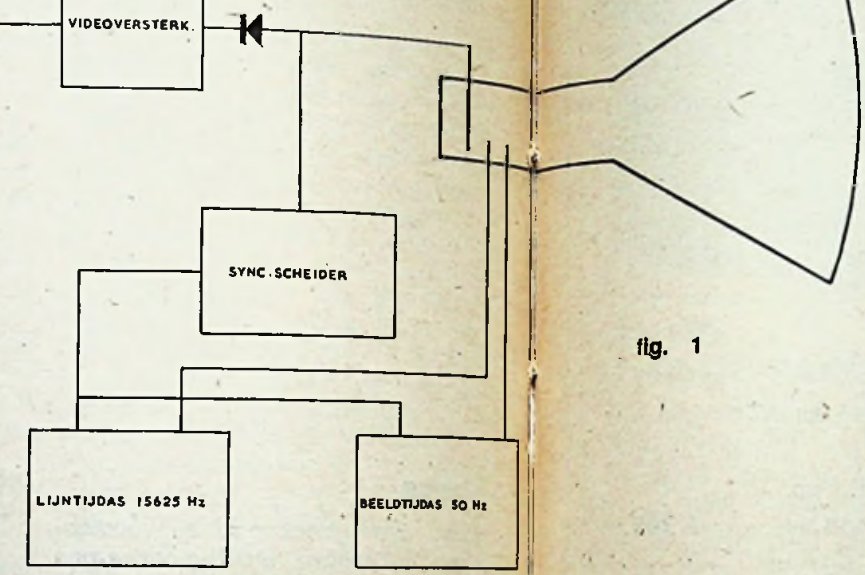 VIDEOVERSTERK.
SYNC.SCHEIDER
fig. 1
LIJNTIJDAS 15625 Hz
BEELDTIJDAS 50 Hz